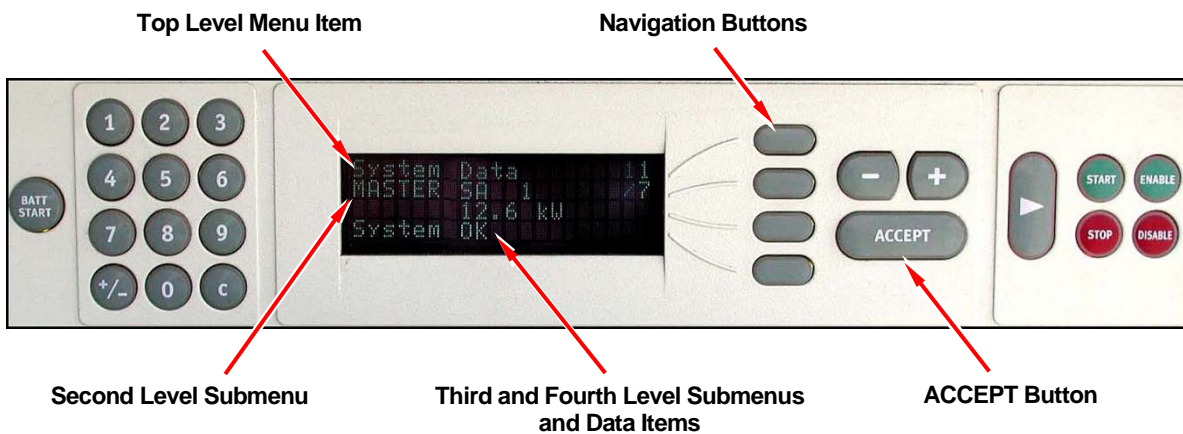 Top Level Menu Item
Navigation Buttons
BATT
START
1 2 3
4 5 6
7 8 9
+/- 0 C
System Data 11
MASTER SA 1 /7
12.6 kW
System OK
- +
ACCEPT
START ENABLE
STOP DISABLE
Second Level Submenu
Third and Fourth Level Submenus
and Data Items
ACCEPT Button